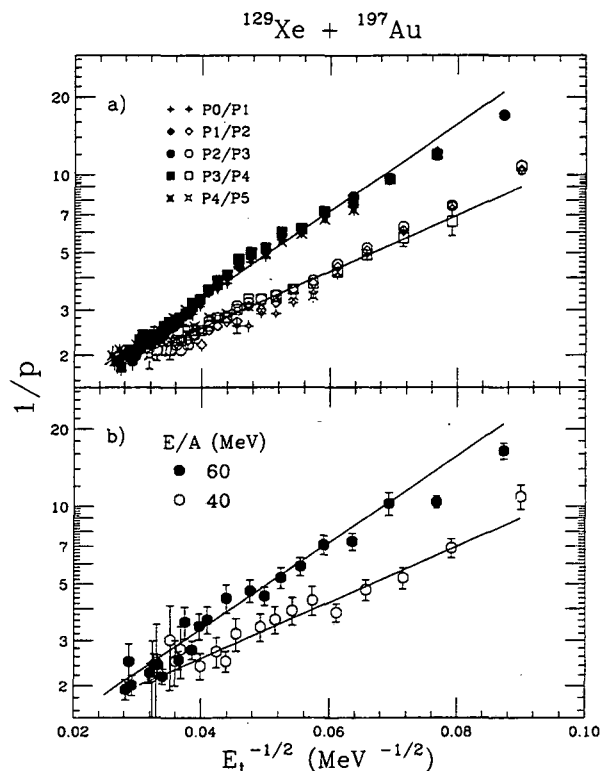 ¹²⁹Xe + ¹⁹⁷Au
20
a)
P0/P1
P1/P2
P2/P3
P3/P4
P4/P5
10
7
5
3
2
1/p
b)
E/A (MeV)
60
40
20
10
7
5
3
2
0.02 0.04 0.06 0.08 0.10
Eₜ⁻¹/² (MeV ⁻¹/²)